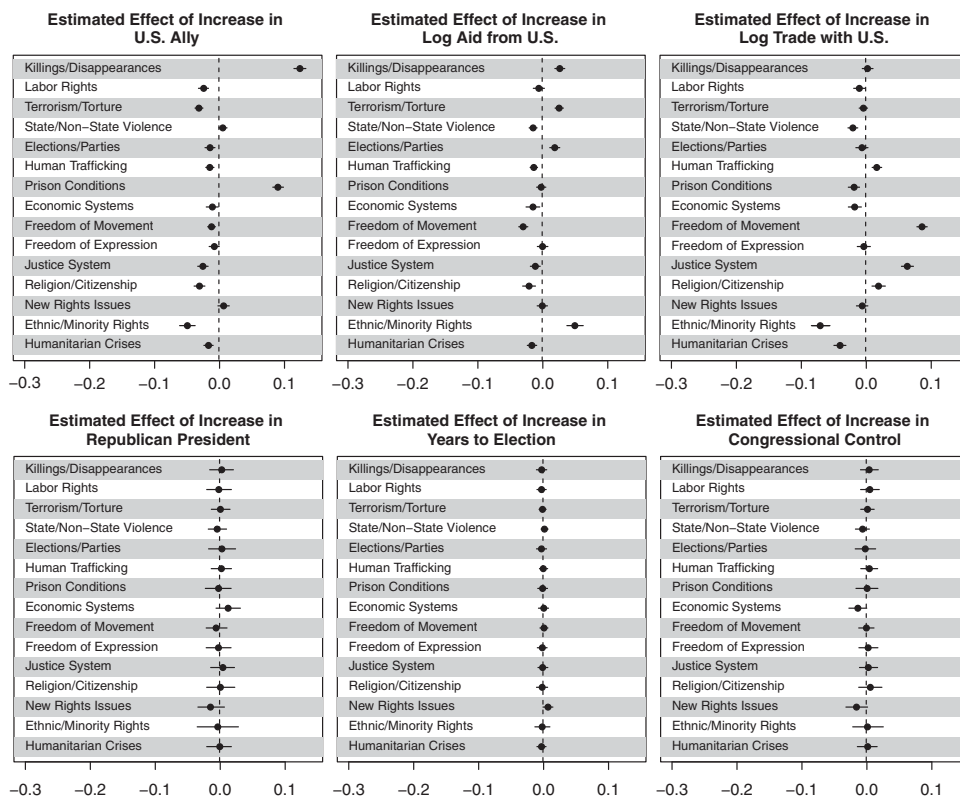 Estimated Effect of Increase in
U.S. Ally
Killings/Disappearances
Labor Rights
Terrorism/Torture
State/Non−State Violence
Elections/Parties
Human Trafficking
Prison Conditions
Economic Systems
Freedom of Movement
Freedom of Expression
Justice System
Religion/Citizenship
New Rights Issues
Ethnic/Minority Rights
Humanitarian Crises
−0.3 −0.2 −0.1 0.0 0.1
Estimated Effect of Increase in
Log Aid from U.S.
Killings/Disappearances
Labor Rights
Terrorism/Torture
State/Non−State Violence
Elections/Parties
Human Trafficking
Prison Conditions
Economic Systems
Freedom of Movement
Freedom of Expression
Justice System
Religion/Citizenship
New Rights Issues
Ethnic/Minority Rights
Humanitarian Crises
−0.3 −0.2 −0.1 0.0 0.1
Estimated Effect of Increase in
Log Trade with U.S.
Killings/Disappearances
Labor Rights
Terrorism/Torture
State/Non−State Violence
Elections/Parties
Human Trafficking
Prison Conditions
Economic Systems
Freedom of Movement
Freedom of Expression
Justice System
Religion/Citizenship
New Rights Issues
Ethnic/Minority Rights
Humanitarian Crises
−0.3 −0.2 −0.1 0.0 0.1
Estimated Effect of Increase in
Republican President
Killings/Disappearances
Labor Rights
Terrorism/Torture
State/Non−State Violence
Elections/Parties
Human Trafficking
Prison Conditions
Economic Systems
Freedom of Movement
Freedom of Expression
Justice System
Religion/Citizenship
New Rights Issues
Ethnic/Minority Rights
Humanitarian Crises
−0.3 −0.2 −0.1 0.0 0.1
Estimated Effect of Increase in
Years to Election
Killings/Disappearances
Labor Rights
Terrorism/Torture
State/Non−State Violence
Elections/Parties
Human Trafficking
Prison Conditions
Economic Systems
Freedom of Movement
Freedom of Expression
Justice System
Religion/Citizenship
New Rights Issues
Ethnic/Minority Rights
Humanitarian Crises
−0.3 −0.2 −0.1 0.0 0.1
Estimated Effect of Increase in
Congressional Control
Killings/Disappearances
Labor Rights
Terrorism/Torture
State/Non−State Violence
Elections/Parties
Human Trafficking
Prison Conditions
Economic Systems
Freedom of Movement
Freedom of Expression
Justice System
Religion/Citizenship
New Rights Issues
Ethnic/Minority Rights
Humanitarian Crises
−0.3 −0.2 −0.1 0.0 0.1